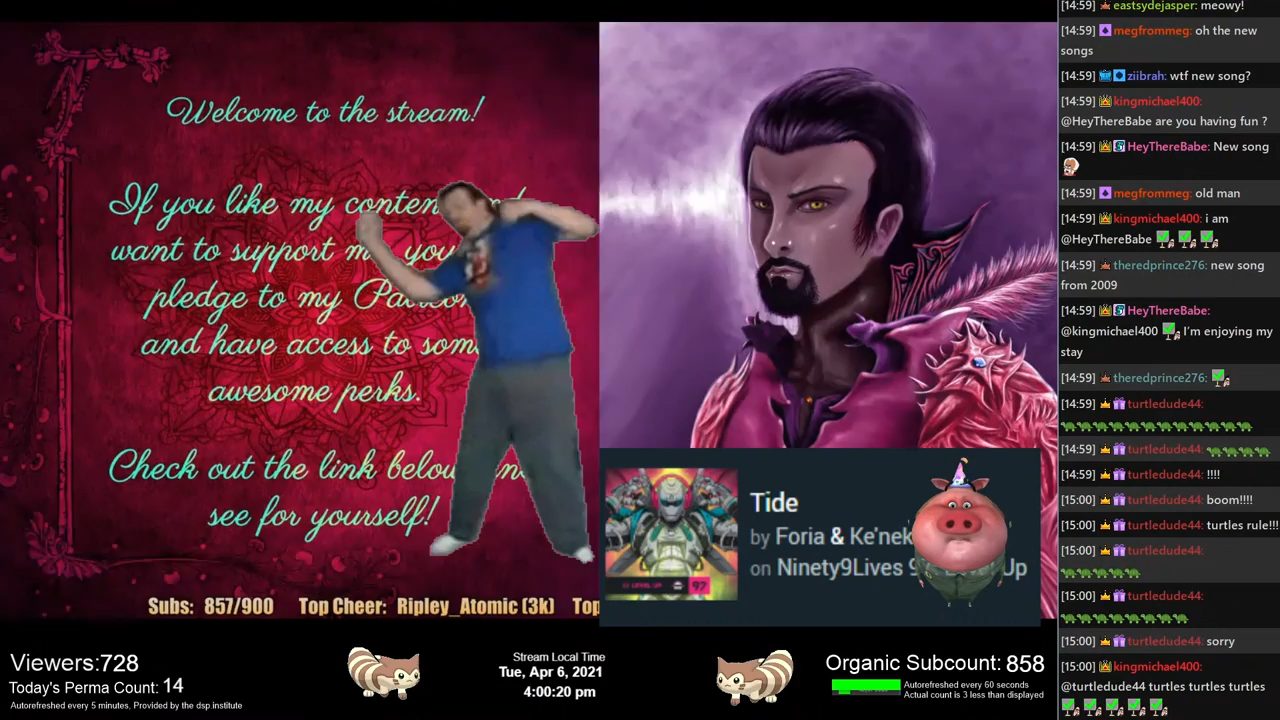 Welcome to the stream!
If you like my content and
want to support me, you
pledge to my Patreon
and have access to some
awesome perks.
Check out the link below and
see for yourself!
Subs: 857/900 Top Cheer: Ripley_Atomic (3k) Top
Tide
by Foria & Ke'nek
on Ninety9Lives 9 Up
97
Viewers:728
Today's Perma Count: 14
Autorefreshed every 5 minutes, Provided by the dsp institute
Stream Local Time
Tue, Apr 6, 2021
4:00:20 pm
Organic Subcount: 858
Autorefreshed every 60 seconds
Actual count is 3 less than displayed
[14:59] eastsydejasper: meowy!
[14:59] megfrommeg: oh the new
songs
[14:59] ziibrah: wtf new song?
[14:59] kingmichael400:
@HeyThereBabe are you having fun ?
[14:59] HeyThereBabe: New song
[14:59] megfrommeg: old man
[14:59] kingmichael400: i am
@HeyThereBabe
[14:59] theredprince276: new song
from 2009
[14:59] HeyThereBabe:
@kingmichael400 I'm enjoying my
stay
[14:59] theredprince276:
[14:59] turtledude44:
[14:59] turtledude44:
[14:59] turtledude44: !!!!
[15:00] turtledude44: boom!!!!
[15:00] turtledude44: turtles rule!!!
[15:00] turtledude44:
[15:00] turtledude44:
[15:00] turtledude44: sorry
[15:00] kingmichael400:
@turtledude44 turtles turtles turtles